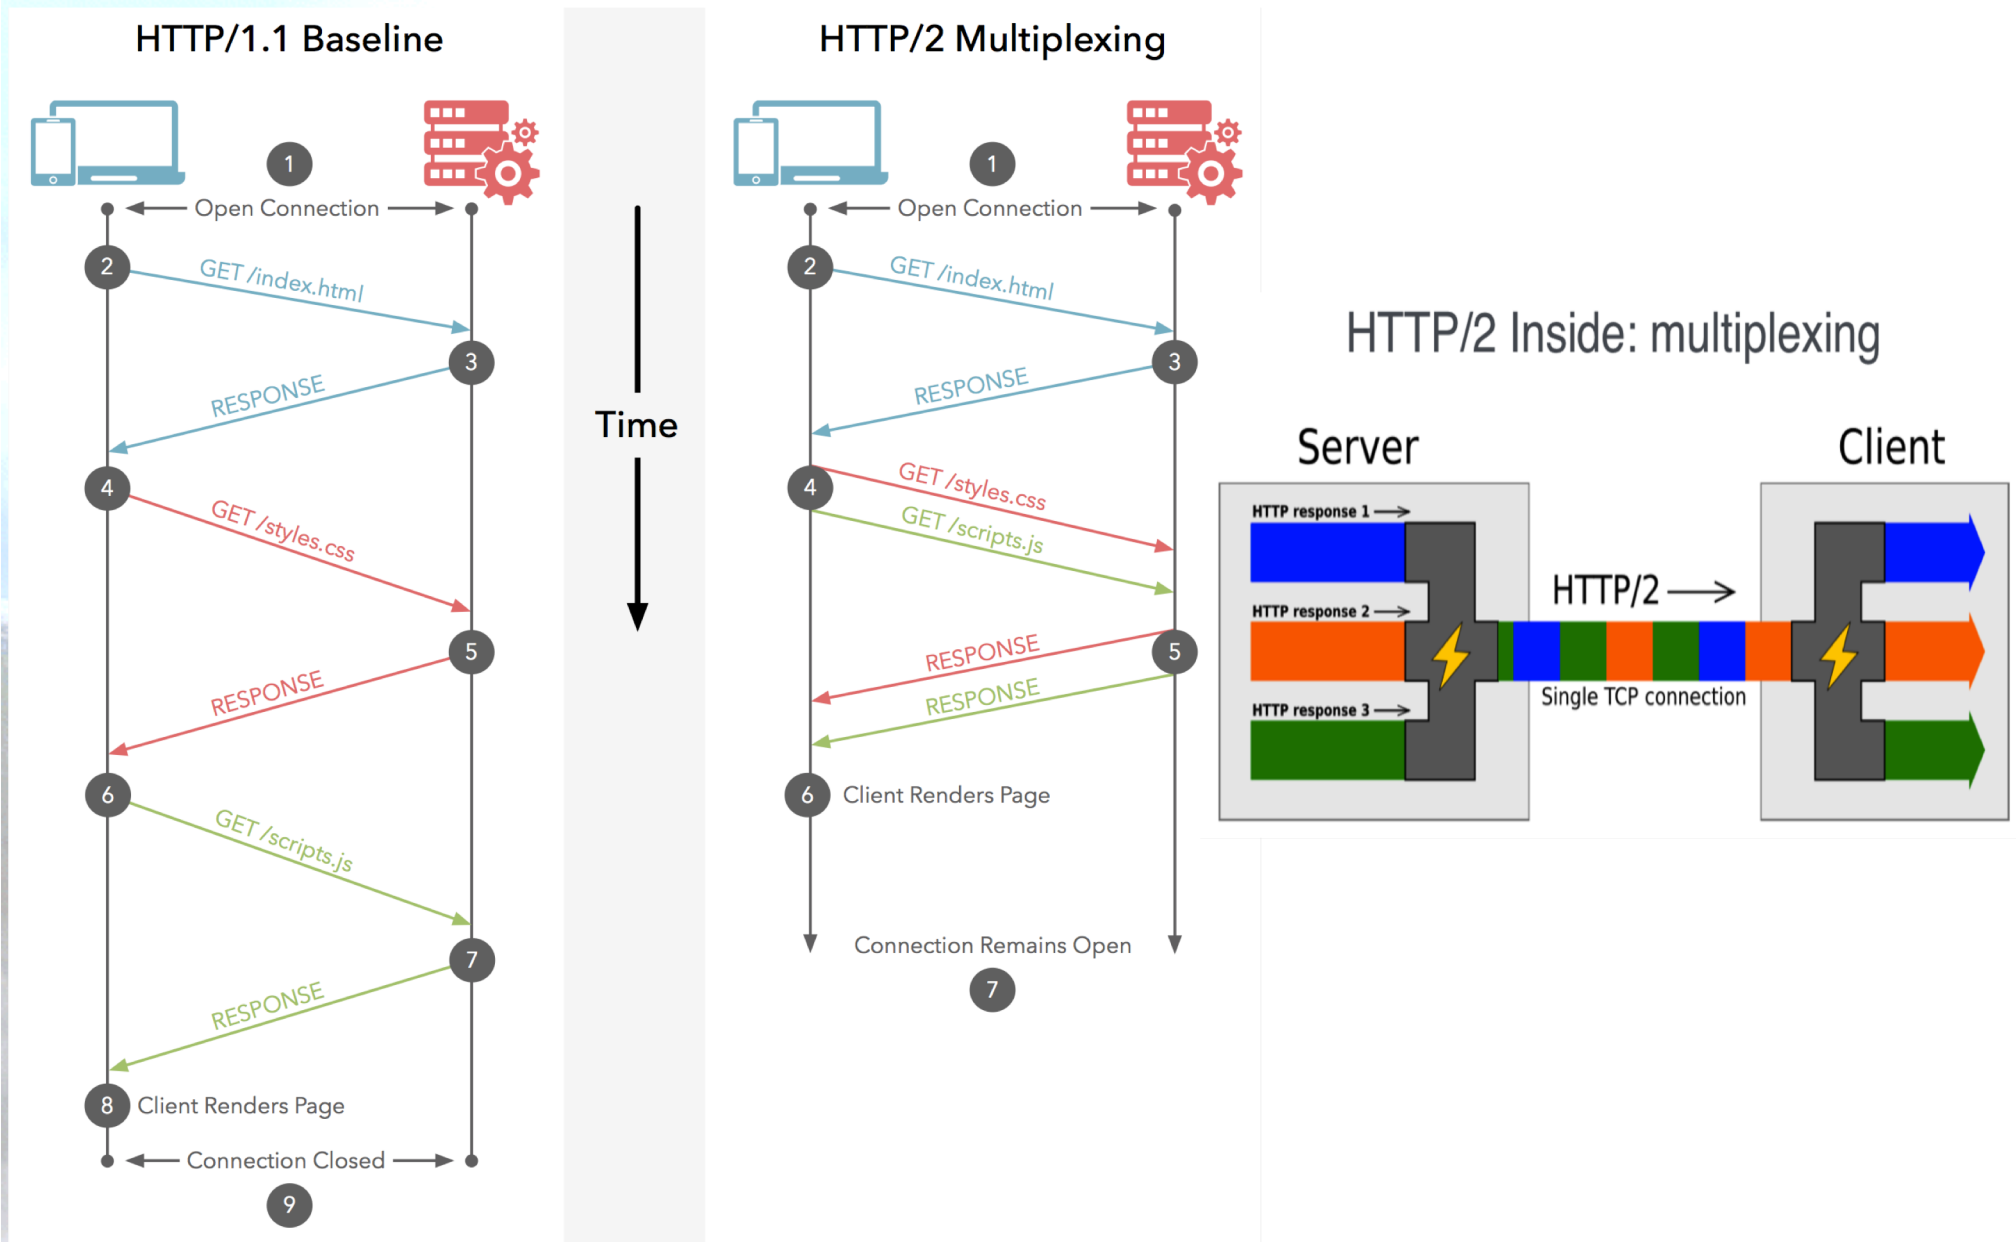 HTTP/1.1 Baseline
1
Open Connection
2
GET /index.html
3
RESPONSE
4
GET /styles.css
5
RESPONSE
6
GET /scripts.js
7
RESPONSE
8
Client Renders Page
Connection Closed
9
Time
HTTP/2 Multiplexing
1
Open Connection
2
GET /index.html
3
RESPONSE
4
GET /styles.css
GET /scripts.js
5
RESPONSE
RESPONSE
6
Client Renders Page
Connection Remains Open
7
HTTP/2 Inside: multiplexing
Server
Client
HTTP response 1
HTTP response 2
HTTP response 3
HTTP/2
Single TCP connection